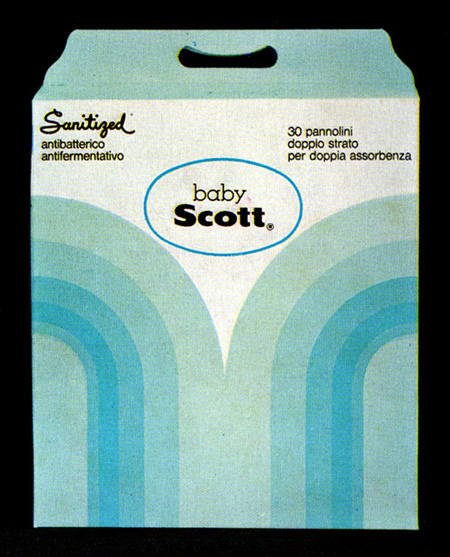 Sanitized
antibatterico
antifermentativo
30 pannolini
doppio strato
per doppia assorbenza
baby
Scott®